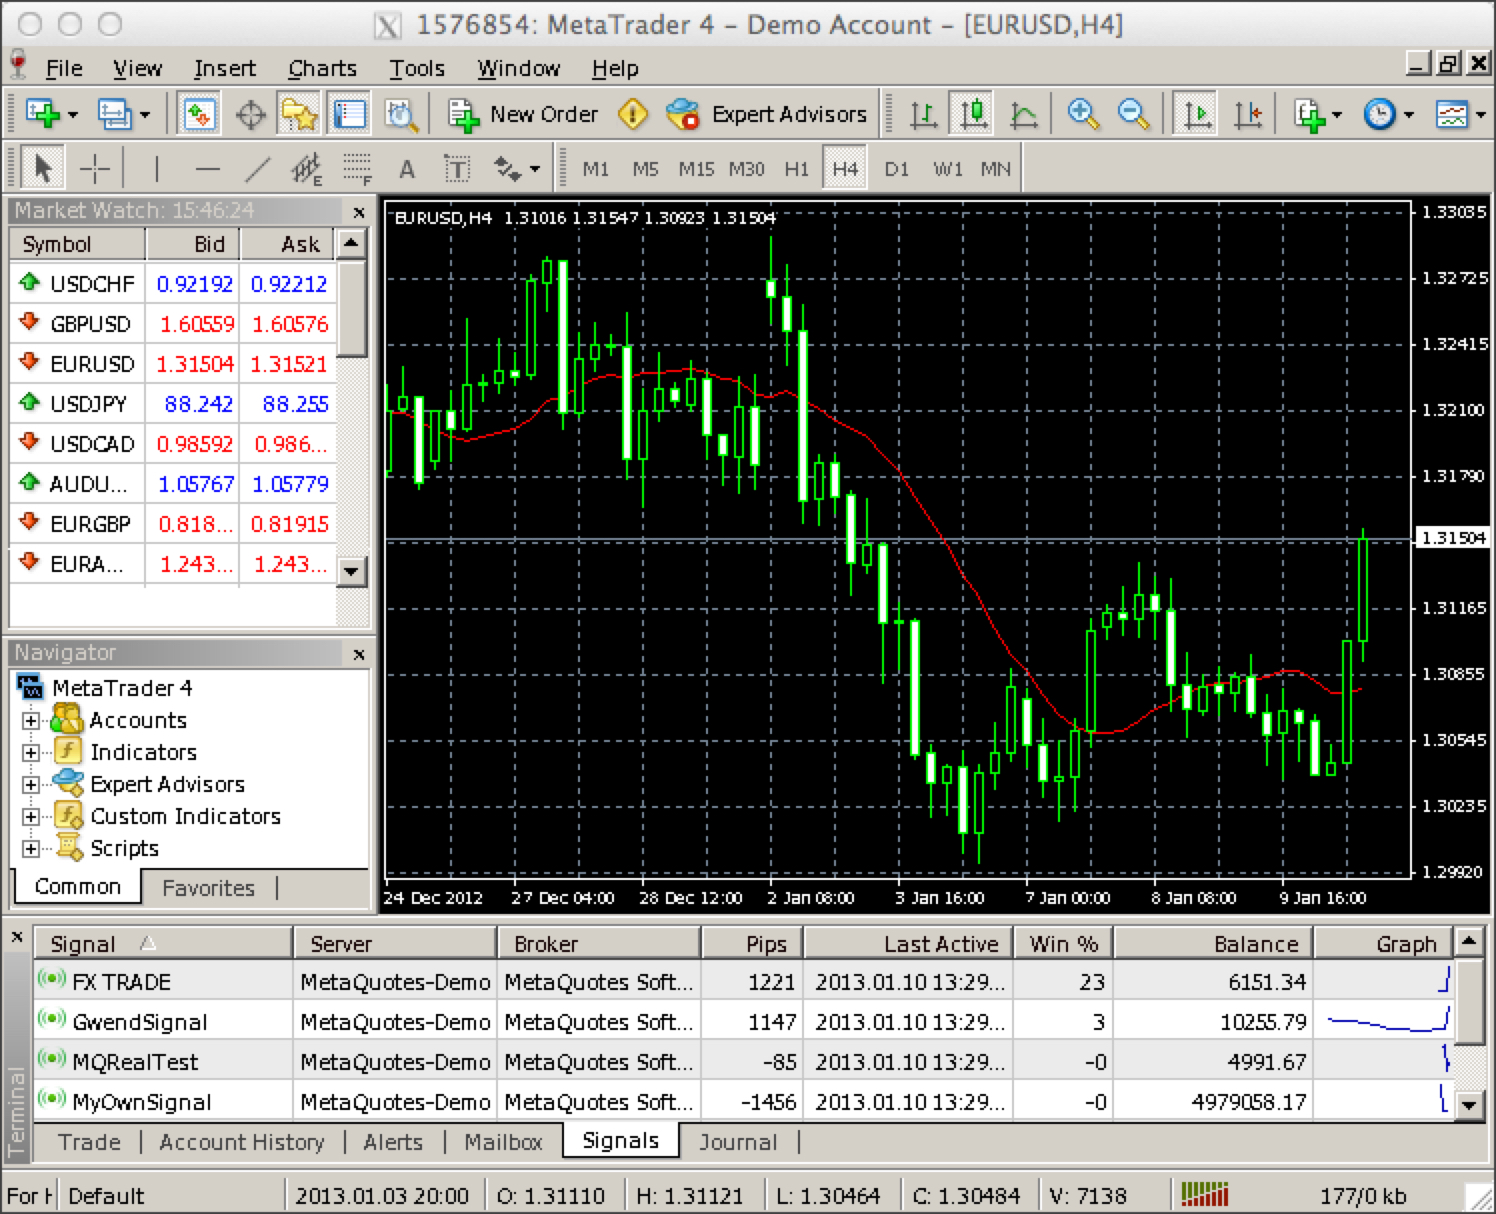 1576854: MetaTrader 4 – Demo Account – [EURUSD,H4]
File View Insert Charts Tools Window Help
New Order Expert Advisors
E F A T M1 M5 M15 M30 H1 H4 D1 W1 MN
Market Watch: 15:46:24
Symbol Bid Ask
USDCHF 0.92192 0.92212
GBPUSD 1.60559 1.60576
EURUSD 1.31504 1.31521
USDJPY 88.242 88.255
USDCAD 0.98592 0.986...
AUDU... 1.05767 1.05779
EURGBP 0.818... 0.81915
EURA... 1.243... 1.243...
Navigator
MetaTrader 4
Accounts
Indicators
Expert Advisors
Custom Indicators
Scripts
Common Favorites
EURUSD,H4 1.31016 1.31547 1.30923 1.31504
1.33035
1.32725
1.32415
1.32100
1.31790
1.31504
1.31165
1.30855
1.30545
1.30235
1.29920
24 Dec 2012 27 Dec 04:00 28 Dec 12:00 2 Jan 08:00 3 Jan 16:00 7 Jan 00:00 8 Jan 08:00 9 Jan 16:00
Signal Server Broker Pips Last Active Win % Balance Graph
FX TRADE MetaQuotes-Demo MetaQuotes Soft... 1221 2013.01.10 13:29... 23 6151.34
GwendSignal MetaQuotes-Demo MetaQuotes Soft... 1147 2013.01.10 13:29... 3 10255.79
MQRealTest MetaQuotes-Demo MetaQuotes Soft... -85 2013.01.10 13:29... -0 4991.67
MyOwnSignal MetaQuotes-Demo MetaQuotes Soft... -1456 2013.01.10 13:29... -0 4979058.17
Terminal
Trade Account History Alerts Mailbox Signals Journal
For H Default 2013.01.03 20:00 O: 1.31110 H: 1.31121 L: 1.30464 C: 1.30484 V: 7138 177/0 kb